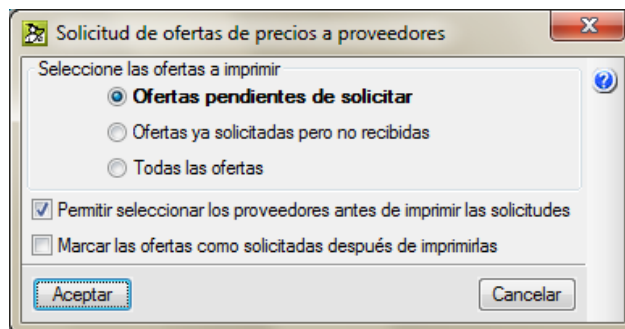 Solicitud de ofertas de precios a proveedores
Seleccione las ofertas a imprimir
Ofertas pendientes de solicitar
Ofertas ya solicitadas pero no recibidas
Todas las ofertas
Permitir seleccionar los proveedores antes de imprimir las solicitudes
Marcar las ofertas como solicitadas después de imprimirlas
Aceptar
Cancelar